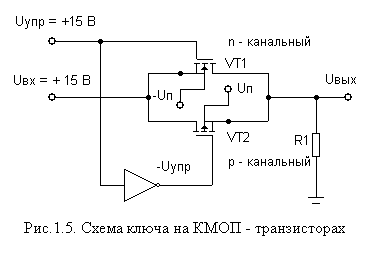 Uупр = +15 В
n - канальный
VT1
Uвх = + 15 В
-Uп
Uп
Uвых
VT2
R1
-Uупр
p - канальный
Рис.1.5. Схема ключа на КМОП - транзисторах